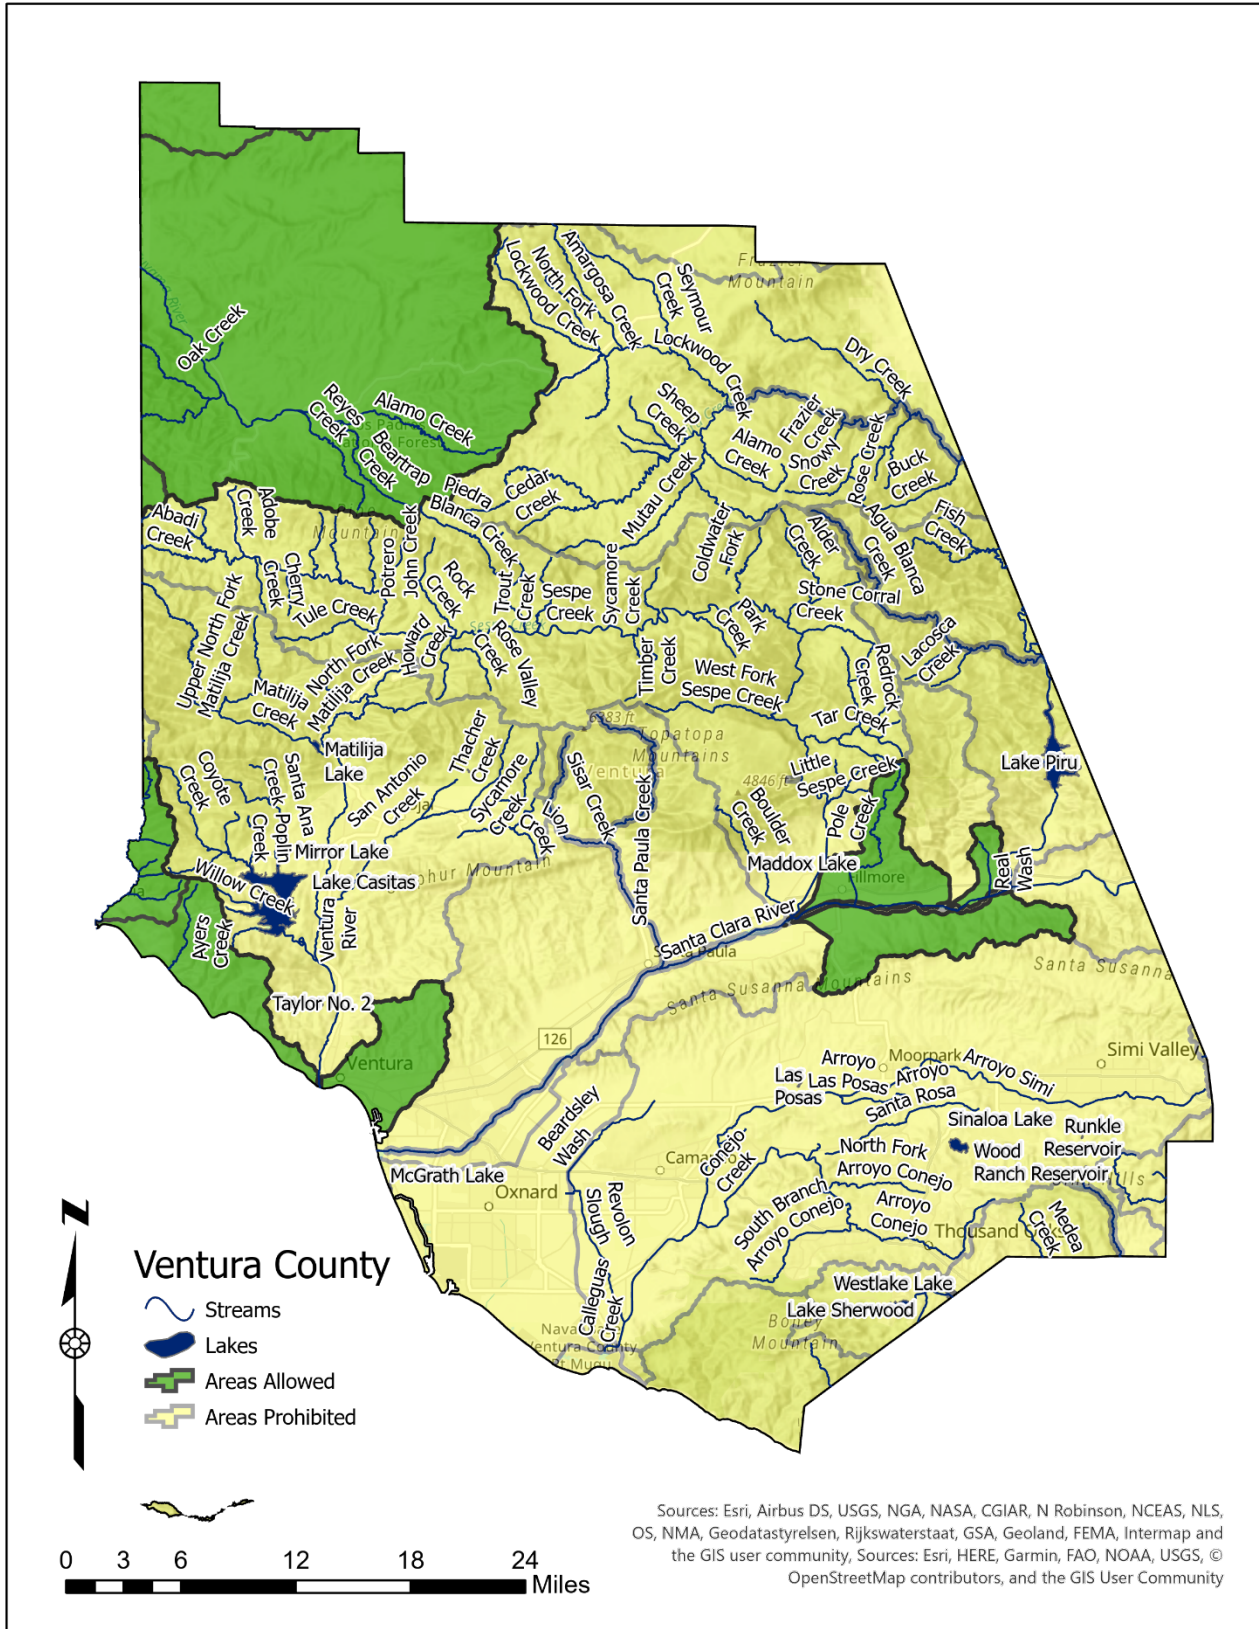 Frazier
Mountain
Lockwood Creek
North Fork
Amargosa Creek
Seymour
Creek
Lockwood Creek
Dry Creek
Oak Creek
Reyes
Creek
Alamo Creek
Beartrap
Creek
Sheep
Creek
Alamo
Creek
Frazier
Creek
Snowy
Creek
Rose Creek
Buck
Creek
Piedra
Blanca Creek
Cedar
Creek
Mutau Creek
Fish
Creek
Abadi
Creek
Adobe
Creek
Mountain
Potrero
John Creek
Coldwater
Fork
Alder
Creek
Agua Blanca
Creek
Upper North Fork
Matilija Creek
Cherry
Creek
Tule Creek
Rock
Creek
Trout
Creek
Sespe
Creek
Sycamore
Creek
Stone Corral
Creek
Park
Creek
Lacosca
Creek
North Fork
Matilija Creek
Howard
Creek
Rose Valley
Creek
Timber
Creek
West Fork
Sespe Creek
Redrock
Creek
Matilija
Creek
Tar Creek
6383 ft
Topatopa
Mountains
Ventura
4846 ft
Matilija
Lake
Thacher
Creek
Lake Piru
Coyote
Creek
Santa Ana
Creek
Poplin
Creek
San Antonio
Creek
Sycamore
Creek
Lion
Creek
Sisar Creek
Santa Paula Creek
Little
Sespe Creek
Boulder
Creek
Pole
Creek
Mirror Lake
Maddox Lake
Willow Creek
Lake Casitas
Fillmore
Real
Wash
Ayers
Creek
Ventura
River
Santa Clara River
Santa Paula
Santa Susanna Mountains
Santa Susanna
Taylor No. 2
126
Ventura
Moorpark
Simi Valley
Arroyo
Las Posas
Las
Posas
Arroyo
Santa Rosa
Arroyo Simi
Beardsley
Wash
Sinaloa Lake
Runkle
Reservoir
Conejo
Creek
North Fork
Arroyo Conejo
Wood
Ranch Reservoir
McGrath Lake
Oxnard
Revolon
Slough
South Branch
Arroyo Conejo
Arroyo
Conejo
Thousand Oaks
Medea
Creek
Westlake Lake
Lake Sherwood
Boney
Mountain
Calleguas
Creek
Ventura County
Pt Mugu
N
Ventura County
Streams
Lakes
Areas Allowed
Areas Prohibited
Sources: Esri, Airbus DS, USGS, NGA, NASA, CGIAR, N Robinson, NCEAS, NLS,
OS, NMA, Geodatastyrelsen, Rijkswaterstaat, GSA, Geoland, FEMA, Intermap and
the GIS user community, Sources: Esri, HERE, Garmin, FAO, NOAA, USGS, ©
OpenStreetMap contributors, and the GIS User Community
0 3 6 12 18 24
Miles